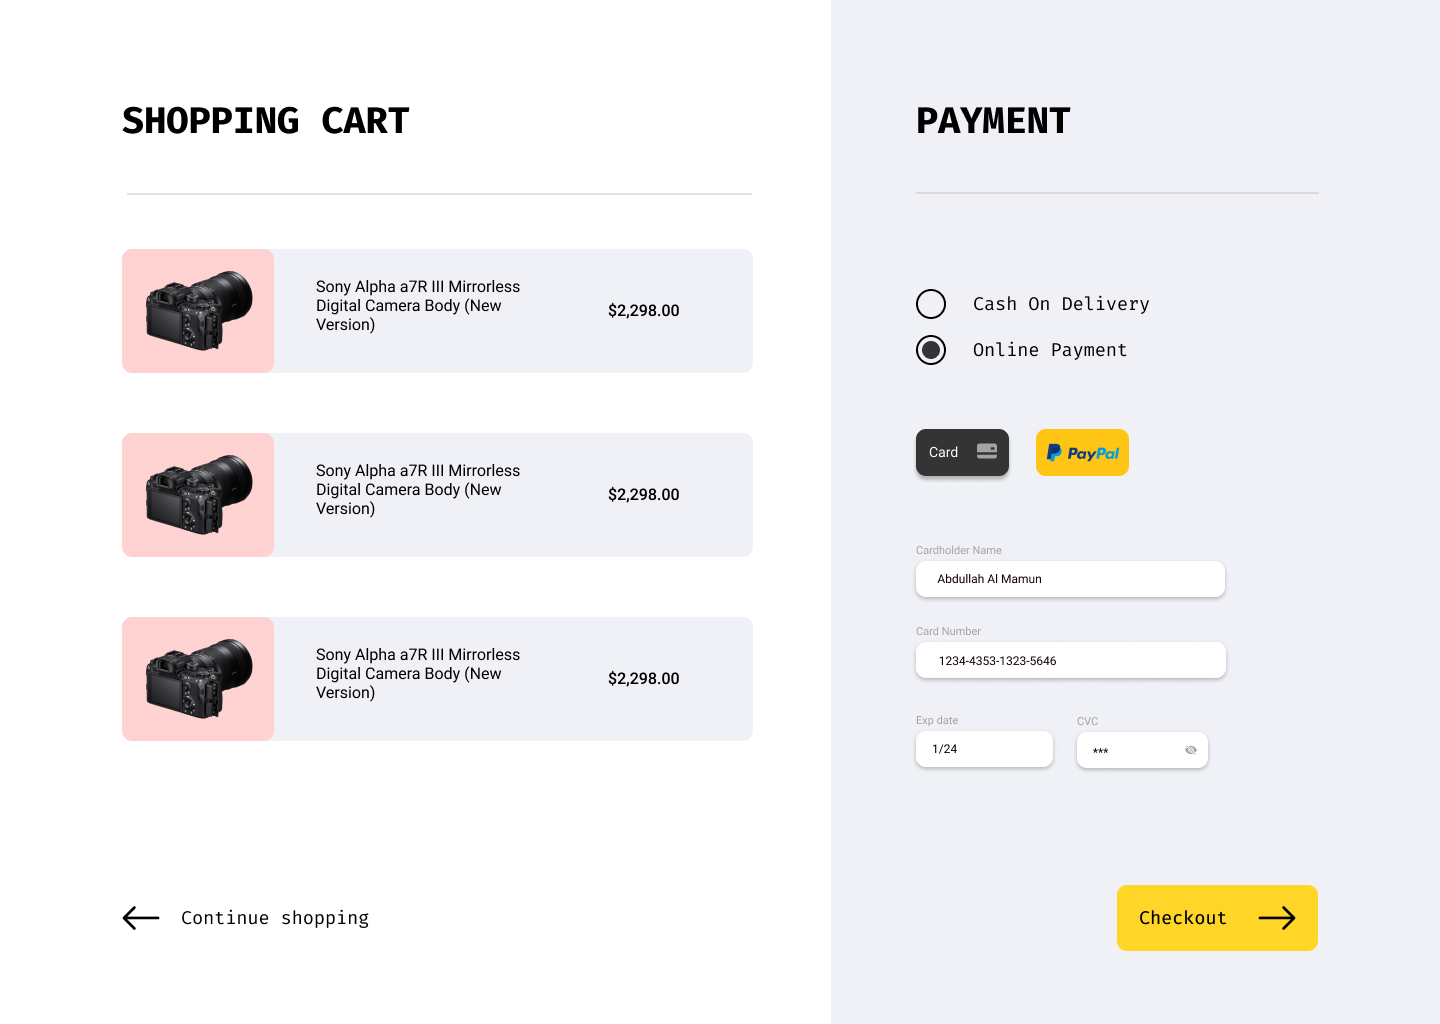 SHOPPING CART
Sony Alpha a7R III Mirrorless
Digital Camera Body (New
Version)
$2,298.00
Sony Alpha a7R III Mirrorless
Digital Camera Body (New
Version)
$2,298.00
Sony Alpha a7R III Mirrorless
Digital Camera Body (New
Version)
$2,298.00
Continue shopping
PAYMENT
Cash On Delivery
Online Payment
Card
PayPal
Cardholder Name
Abdullah Al Mamun
Card Number
1234-4353-1323-5646
Exp date
CVC
1/24
***
Checkout